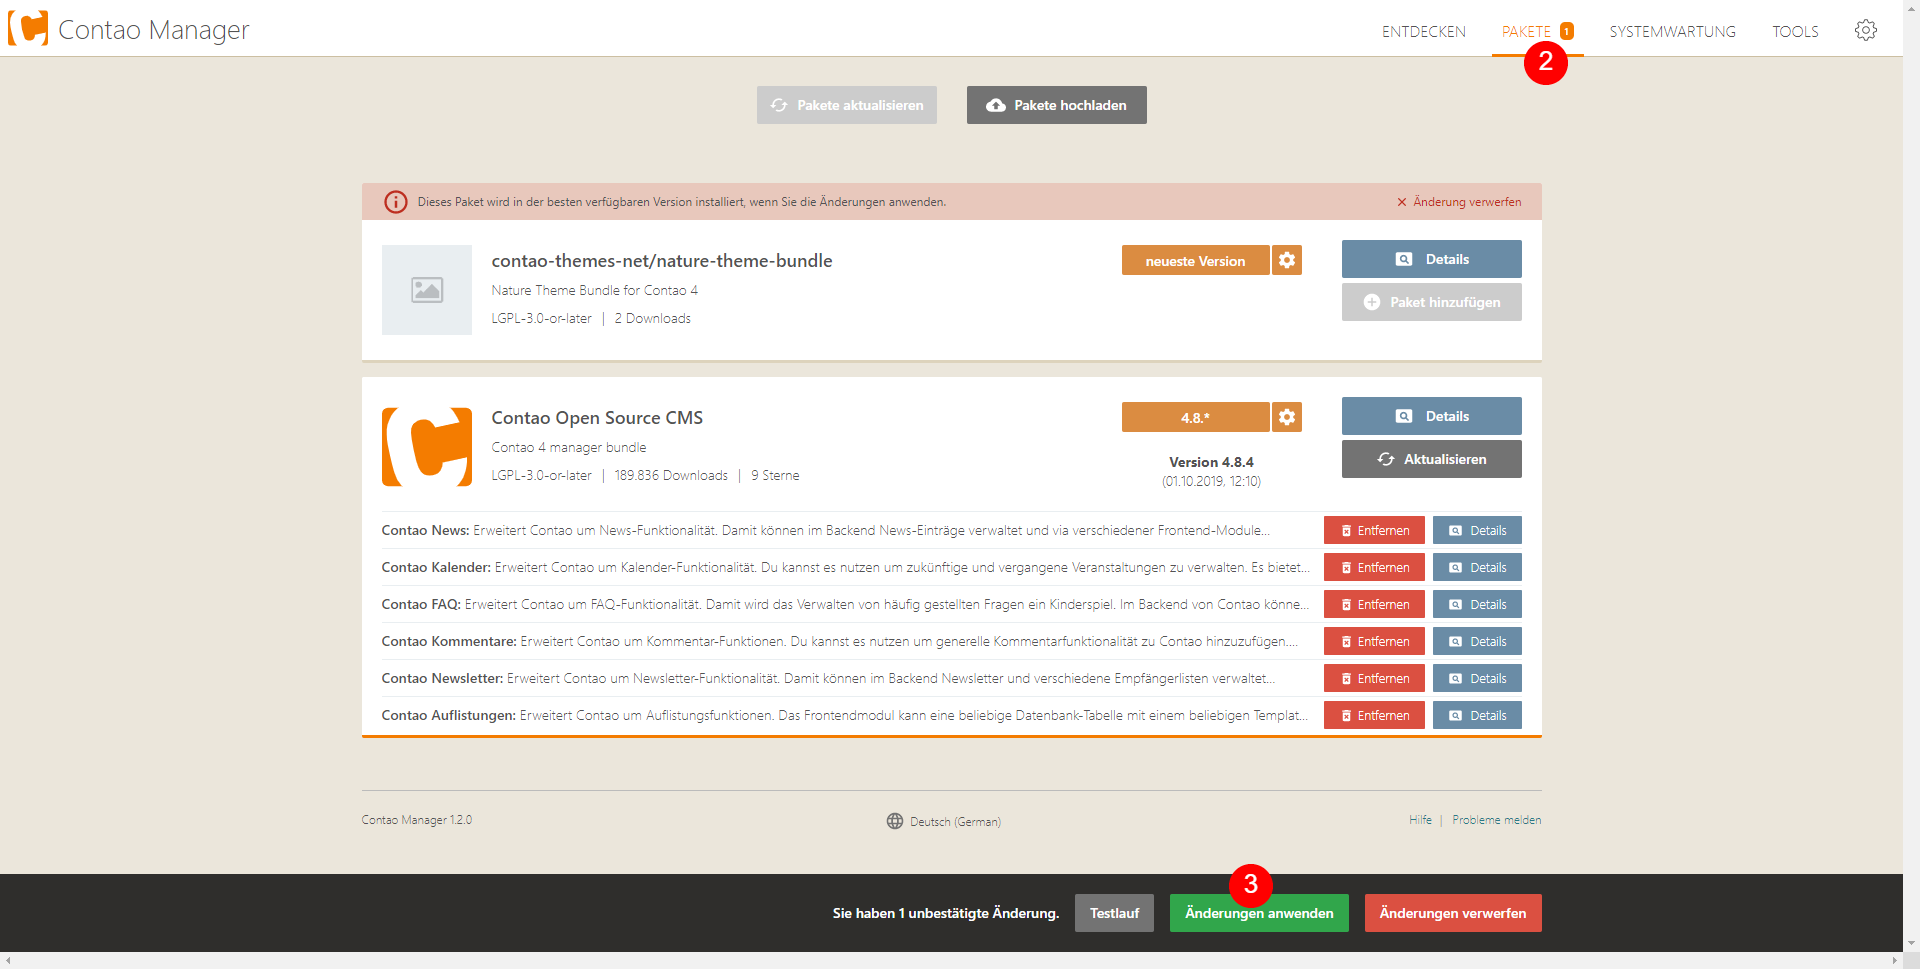 Contao Manager
ENTDECKEN
PAKETE 1
SYSTEMWARTUNG
TOOLS
2
Pakete aktualisieren
Pakete hochladen
Dieses Paket wird in der besten verfügbaren Version installiert, wenn Sie die Änderungen anwenden.
Änderung verwerfen
contao-themes-net/nature-theme-bundle
Nature Theme Bundle for Contao 4
LGPL-3.0-or-later | 2 Downloads
neueste Version
Details
Paket hinzufügen
Contao Open Source CMS
Contao 4 manager bundle
LGPL-3.0-or-later | 189.836 Downloads | 9 Sterne
4.8.*
Version 4.8.4
(01.10.2019, 12:10)
Details
Aktualisieren
Contao News: Erweitert Contao um News-Funktionalität. Damit können im Backend News-Einträge verwaltet und via verschiedener Frontend-Module... Entfernen Details
Contao Kalender: Erweitert Contao um Kalender-Funktionalität. Du kannst es nutzen um zukünftige und vergangene Veranstaltungen zu verwalten. Es bietet... Entfernen Details
Contao FAQ: Erweitert Contao um FAQ-Funktionalität. Damit wird das Verwalten von häufig gestellten Fragen ein Kinderspiel. Im Backend von Contao könne... Entfernen Details
Contao Kommentare: Erweitert Contao um Kommentar-Funktionen. Du kannst es nutzen um generelle Kommentarfunktionalität zu Contao hinzuzufügen.... Entfernen Details
Contao Newsletter: Erweitert Contao um Newsletter-Funktionalität. Damit können im Backend Newsletter und verschiedene Empfängerlisten verwaltet... Entfernen Details
Contao Auflistungen: Erweitert Contao um Auflistungsfunktionen. Das Frontendmodul kann eine beliebige Datenbank-Tabelle mit einem beliebigen Templat... Entfernen Details
Contao Manager 1.2.0
Deutsch (German)
Hilfe | Probleme melden
3
Sie haben 1 unbestätigte Änderung.
Testlauf
Änderungen anwenden
Änderungen verwerfen